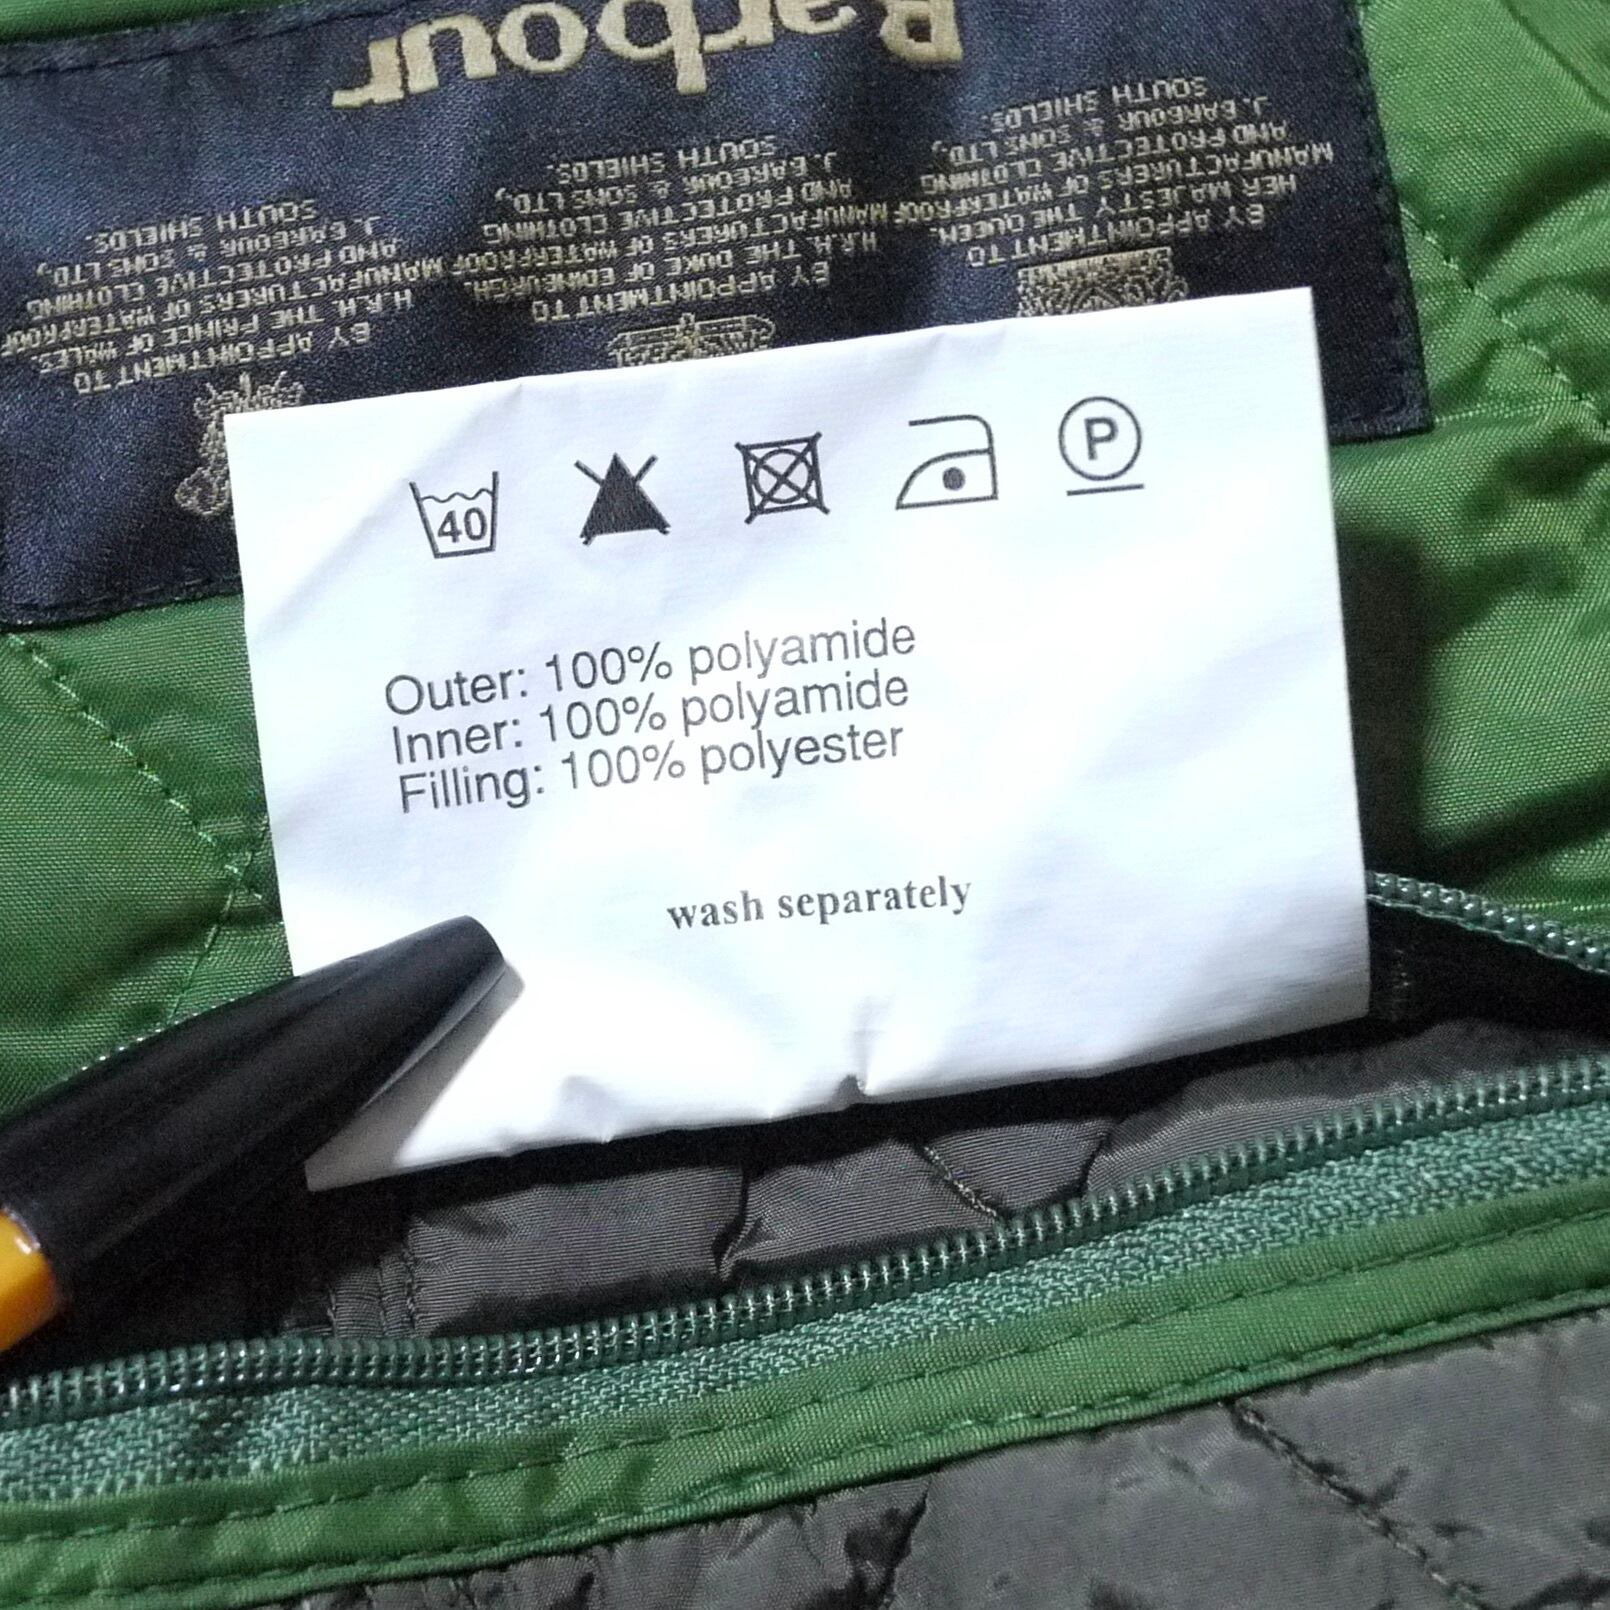 Barbour
BY APPOINTMENT TO
HER MAJESTY THE QUEEN.
MANUFACTURERS OF WATERPROOF
AND PROTECTIVE CLOTHING
J. BARBOUR & SONS LTD,
SOUTH SHIELDS.
BY APPOINTMENT TO
H.R.H. THE DUKE OF EDINBURGH.
MANUFACTURERS OF WATERPROOF
AND PROTECTIVE CLOTHING
J. BARBOUR & SONS LTD,
SOUTH SHIELDS.
BY APPOINTMENT TO
H.R.H. THE PRINCE OF WALES
MANUFACTURERS OF WATERPROOF
AND PROTECTIVE CLOTHING
J. BARBOUR & SONS LTD,
SOUTH SHIELDS.
40 P
Outer: 100% polyamide
Inner: 100% polyamide
Filling: 100% polyester
wash separately